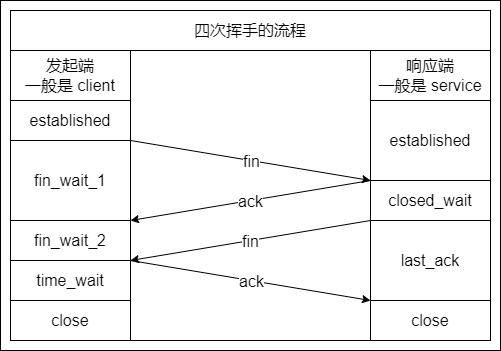 四次挥手的流程
发起端
一般是 client
响应端
一般是 service
established
established
fin
fin_wait_1
ack
closed_wait
fin_wait_2
fin
last_ack
time_wait
ack
close
close